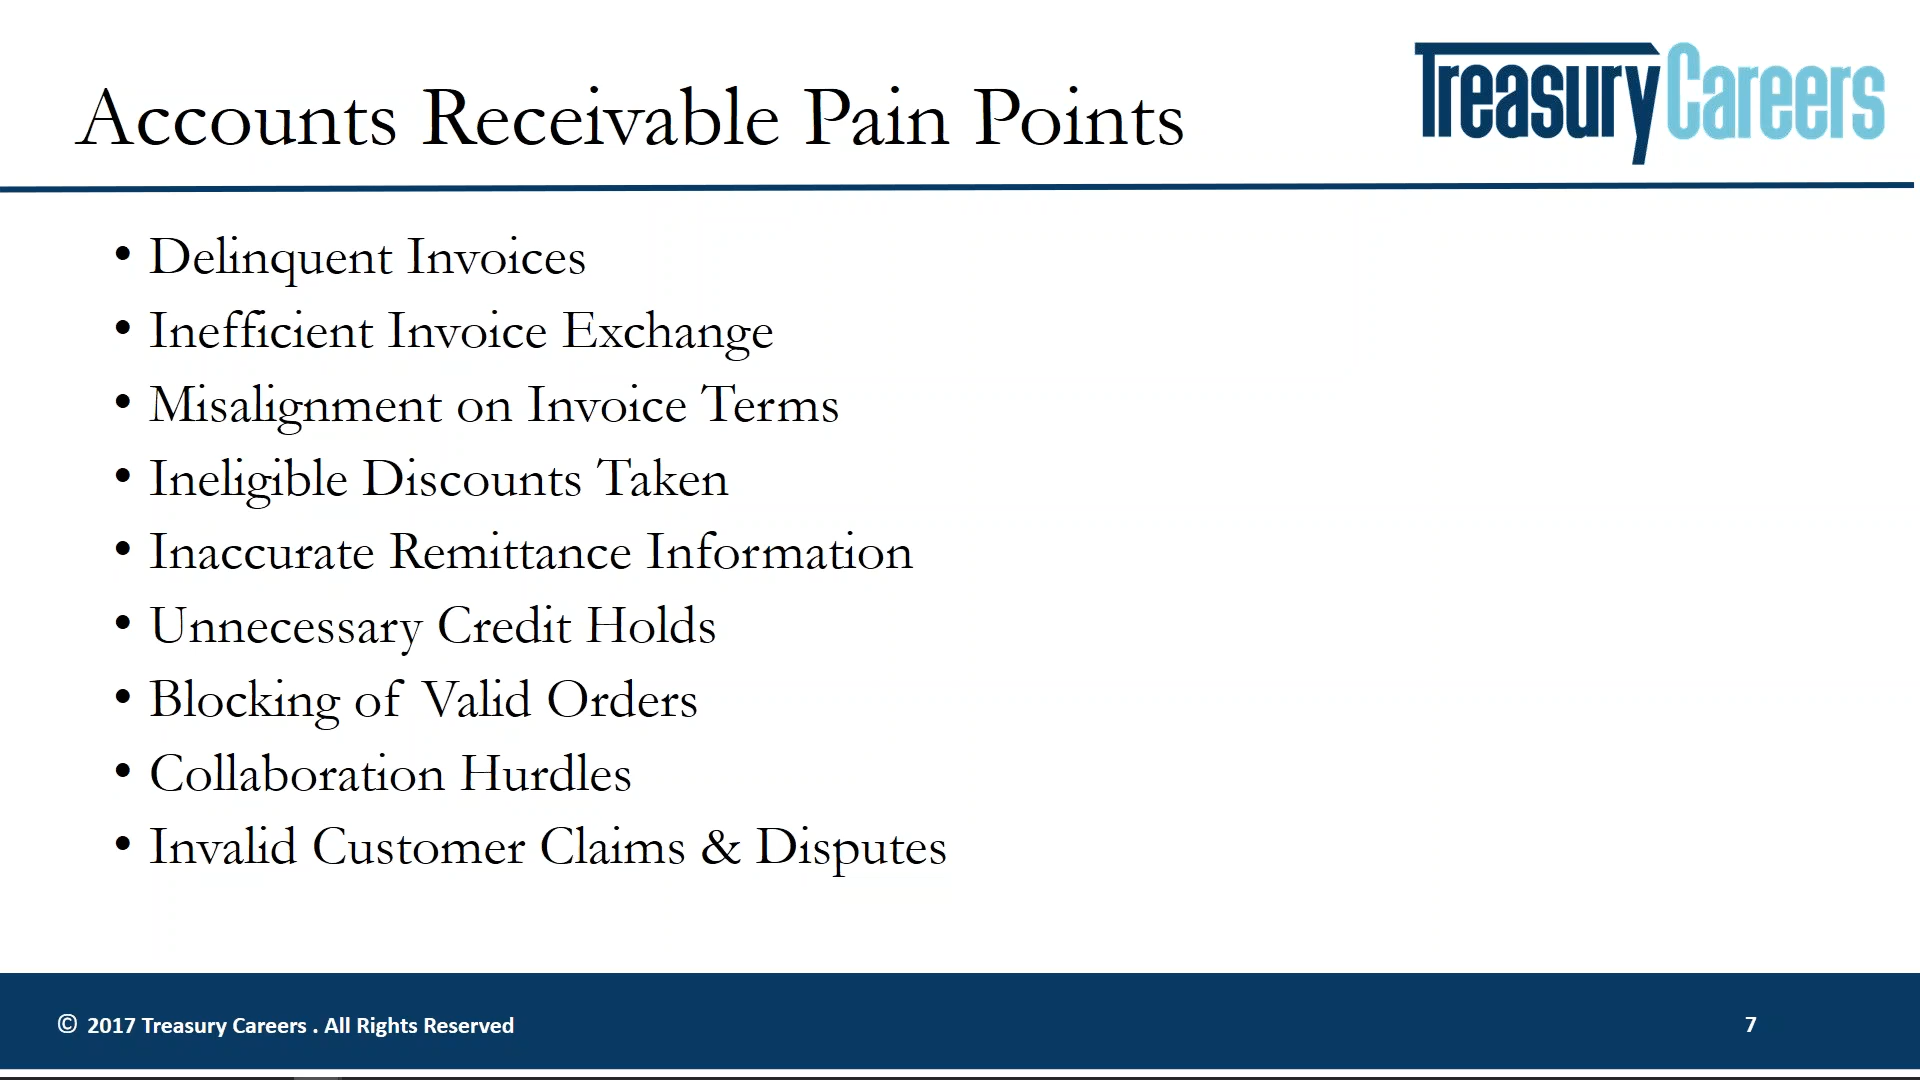 Accounts Receivable Pain Points
TreasuryCareers
• Delinquent Invoices
• Inefficient Invoice Exchange
• Misalignment on Invoice Terms
• Ineligible Discounts Taken
• Inaccurate Remittance Information
• Unnecessary Credit Holds
• Blocking of Valid Orders
• Collaboration Hurdles
• Invalid Customer Claims & Disputes
© 2017 Treasury Careers . All Rights Reserved
7